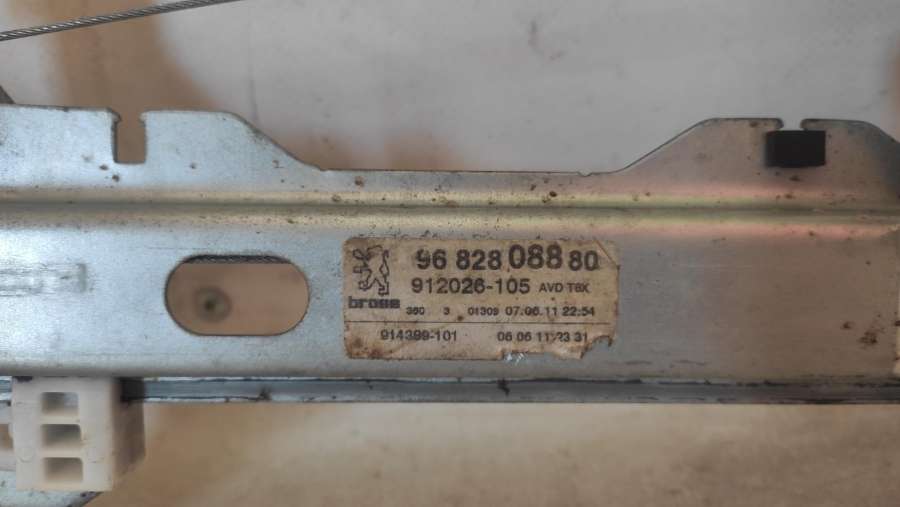 96 828 088 80
912026-105 AVD T8X
brose 360 3 01309 07.06.11 22:54
914399-101 06 06 11 23 31